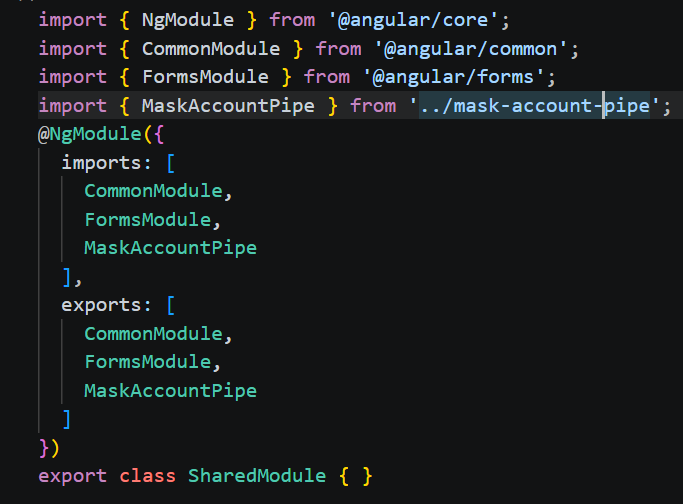 import { NgModule } from '@angular/core';
import { CommonModule } from '@angular/common';
import { FormsModule } from '@angular/forms';
import { MaskAccountPipe } from '../mask-account-pipe';
@NgModule({
  imports: [
    CommonModule,
    FormsModule,
    MaskAccountPipe
  ],
  exports: [
    CommonModule,
    FormsModule,
    MaskAccountPipe
  ]
})
export class SharedModule { }